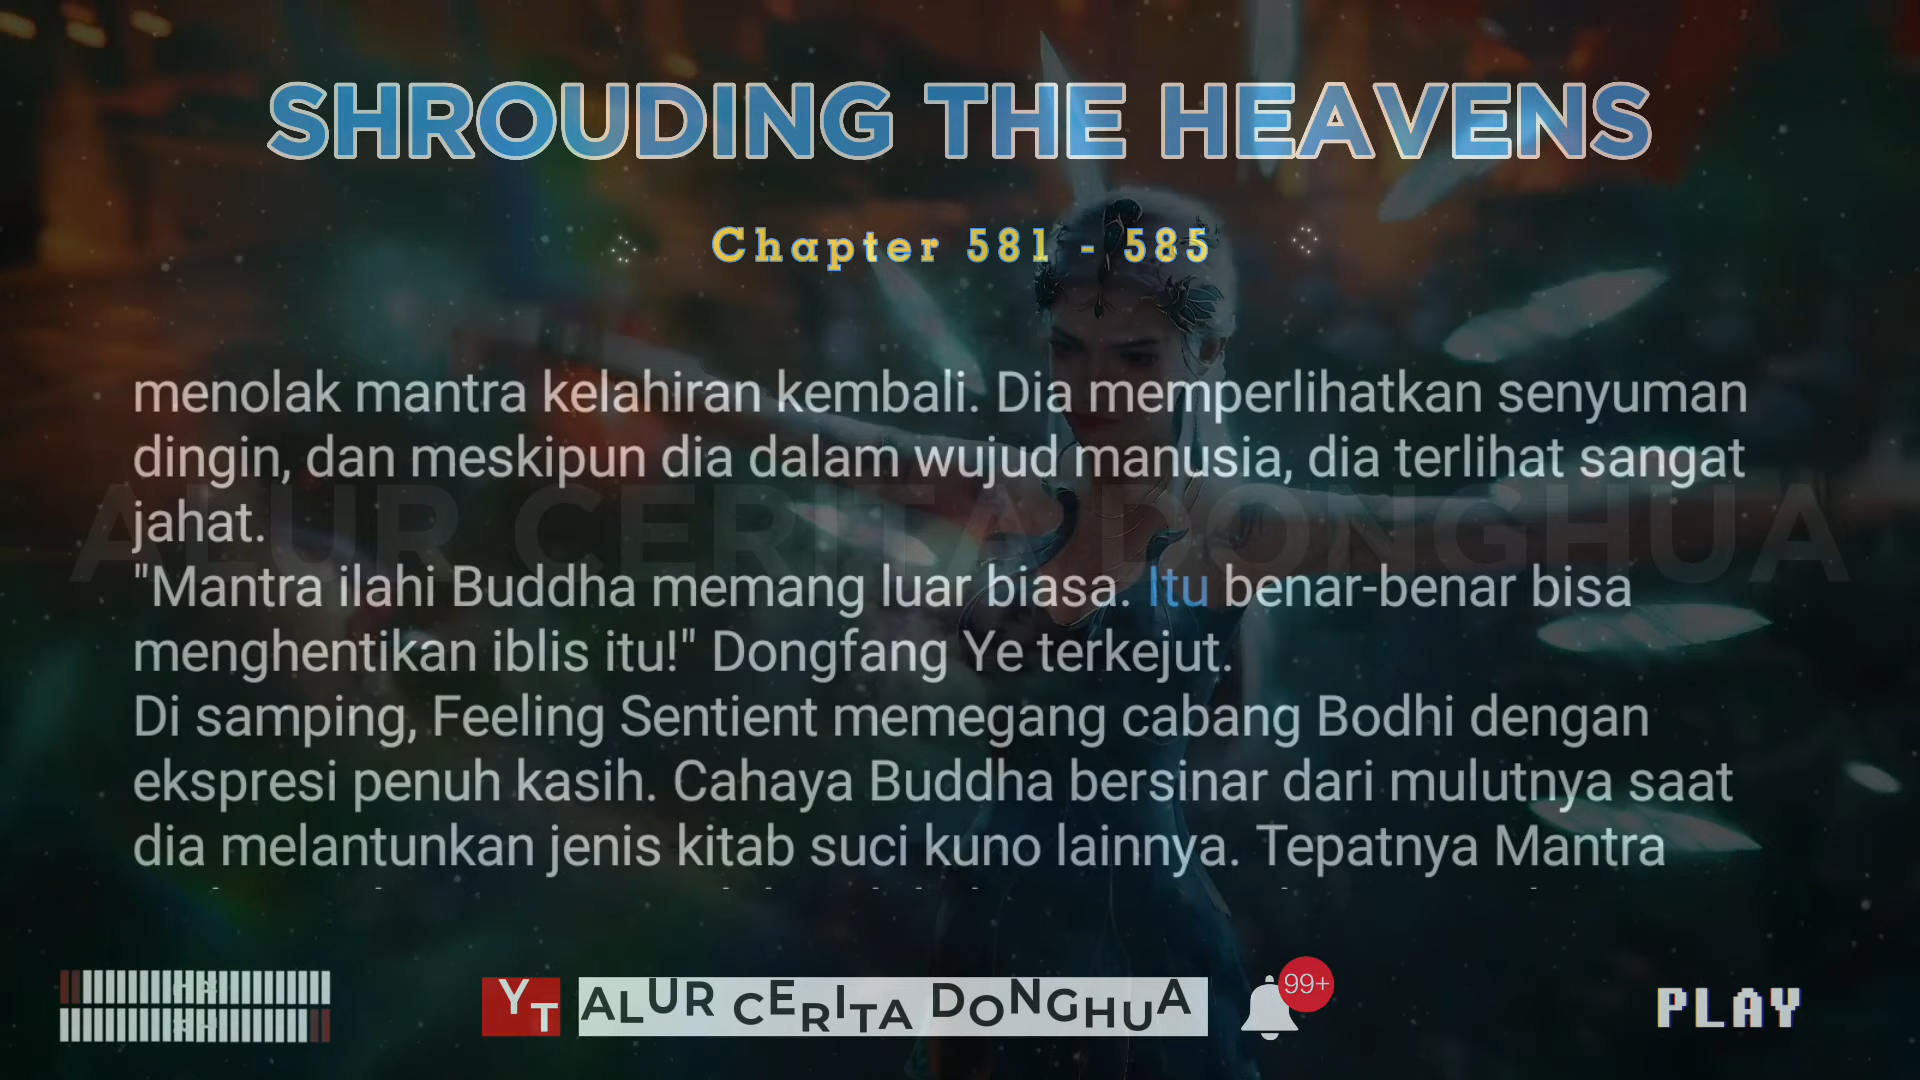 SHROUDING THE HEAVENS
Chapter 581 - 585
menolak mantra kelahiran kembali. Dia memperlihatkan senyuman
dingin, dan meskipun dia dalam wujud manusia, dia terlihat sangat
jahat.
ALUR CERITA DONGHUA
"Mantra ilahi Buddha memang luar biasa. Itu benar-benar bisa
menghentikan iblis itu!" Dongfang Ye terkejut.
Di samping, Feeling Sentient memegang cabang Bodhi dengan
ekspresi penuh kasih. Cahaya Buddha bersinar dari mulutnya saat
dia melantunkan jenis kitab suci kuno lainnya. Tepatnya Mantra
YT ALUR CERITA DONGHUA 99+
PLAY